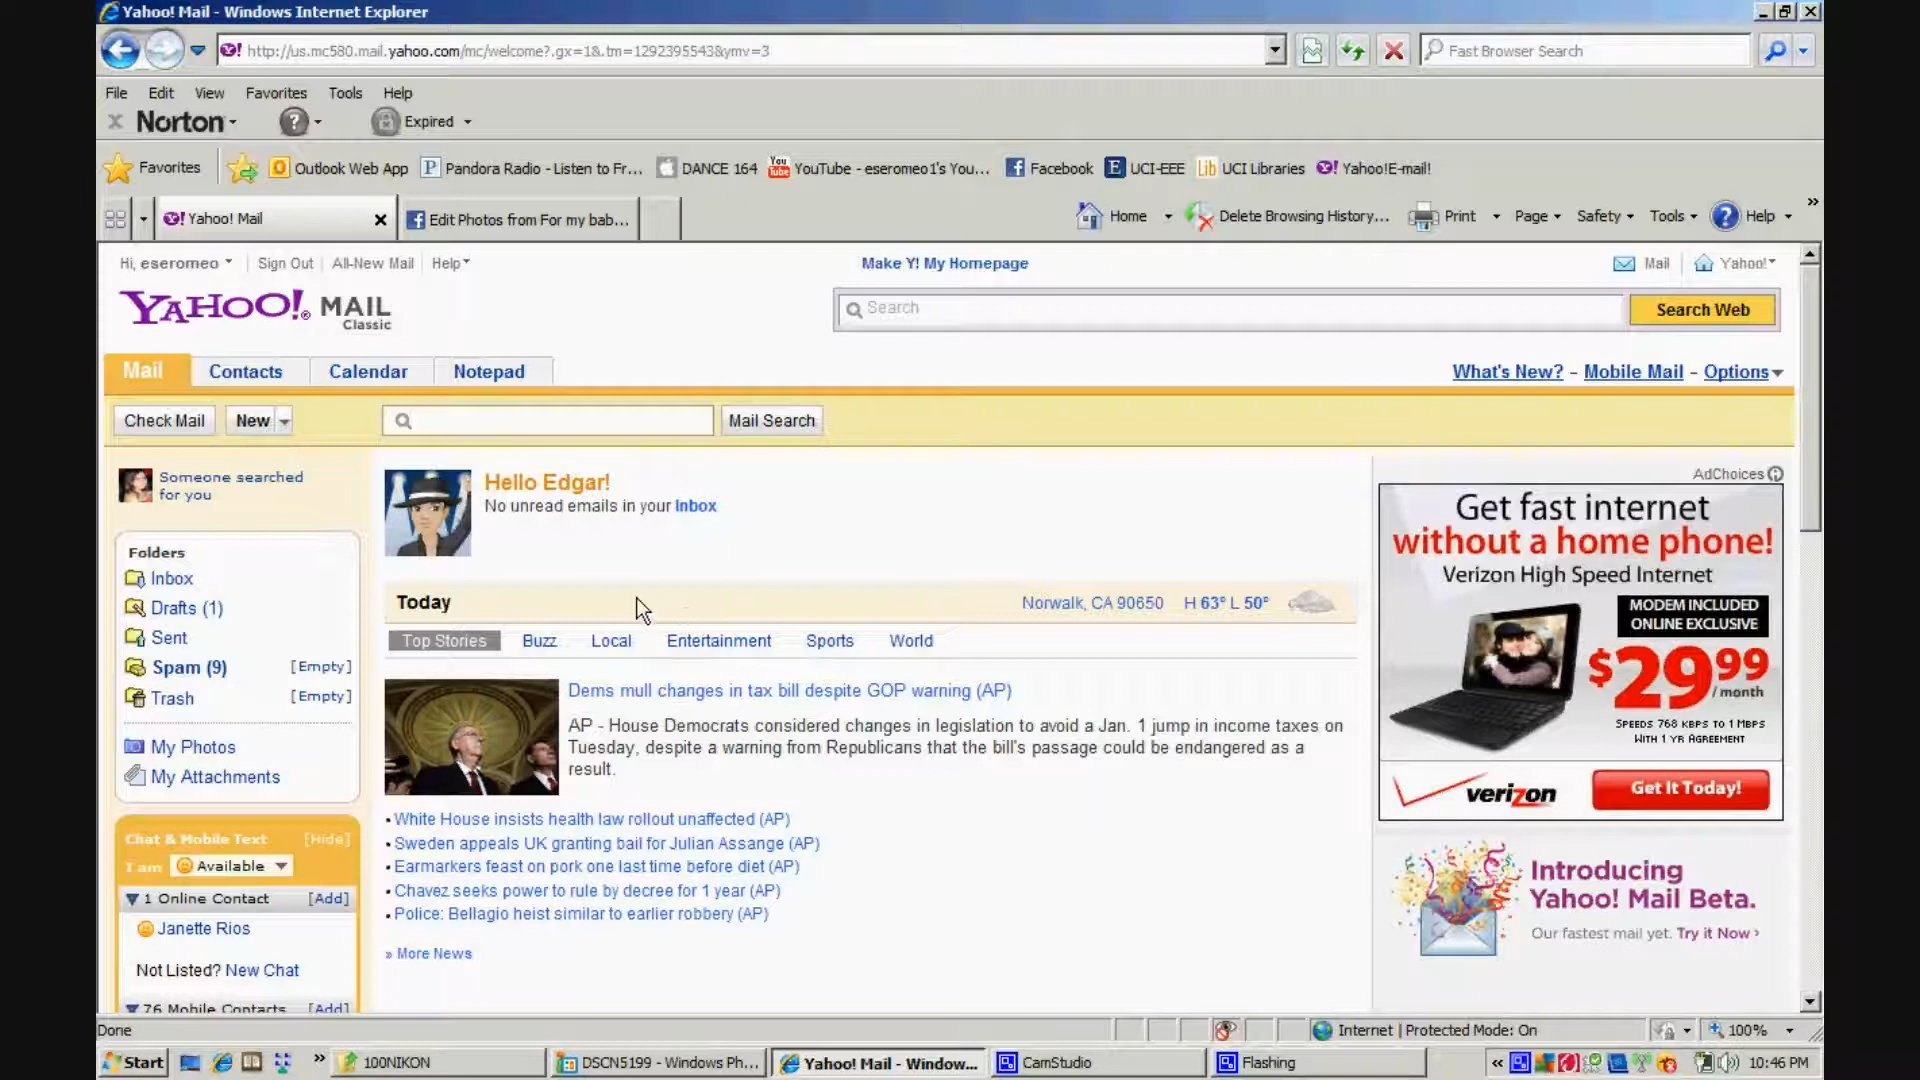 Yahoo! Mail - Windows Internet Explorer
http://us.mc580.mail.yahoo.com/mc/welcome?.gx=1&.tm=1292395543&ymv=3
Fast Browser Search
File Edit View Favorites Tools Help
Norton
Expired
Favorites
Outlook Web App
Pandora Radio - Listen to Fr...
DANCE 164
YouTube - eseromeo1's You...
Facebook
UCI-EEE
Lib UCI Libraries
Yahoo!E-mail!
Yahoo! Mail
Edit Photos from For my bab...
Home
Delete Browsing History...
Print
Page
Safety
Tools
Help
Hi, eseromeo
Sign Out
All-New Mail
Help
Make Y! My Homepage
Mail
Yahoo!
YAHOO! MAIL
Classic
Search
Search Web
Mail
Contacts
Calendar
Notepad
What's New? - Mobile Mail - Options
Check Mail
New
Mail Search
Someone searched
for you
Hello Edgar!
No unread emails in your Inbox
Folders
Inbox
Drafts (1)
Sent
Spam (9) [Empty]
Trash [Empty]
My Photos
My Attachments
Chat & Mobile Text [Hide]
I am Available
1 Online Contact [Add]
Janette Rios
Not Listed? New Chat
76 Mobile Contacts [Add]
Today
Norwalk, CA 90650 H 63° L 50°
Top Stories
Buzz
Local
Entertainment
Sports
World
Dems mull changes in tax bill despite GOP warning (AP)
AP - House Democrats considered changes in legislation to avoid a Jan. 1 jump in income taxes on
Tuesday, despite a warning from Republicans that the bill's passage could be endangered as a
result.
White House insists health law rollout unaffected (AP)
Sweden appeals UK granting bail for Julian Assange (AP)
Earmarkers feast on pork one last time before diet (AP)
Chavez seeks power to rule by decree for 1 year (AP)
Police: Bellagio heist similar to earlier robbery (AP)
» More News
AdChoices
Get fast internet
without a home phone!
Verizon High Speed Internet
MODEM INCLUDED
ONLINE EXCLUSIVE
$29.99
/month
SPEEDS 768 KBPS TO 1 MBPS
WITH 1 YR AGREEMENT
verizon
Get It Today!
Introducing
Yahoo! Mail Beta.
Our fastest mail yet. Try it Now ›
Done
Internet | Protected Mode: On
100%
Start
100NIKON
DSCN5199 - Windows Ph...
Yahoo! Mail - Window...
CamStudio
Flashing
10:46 PM